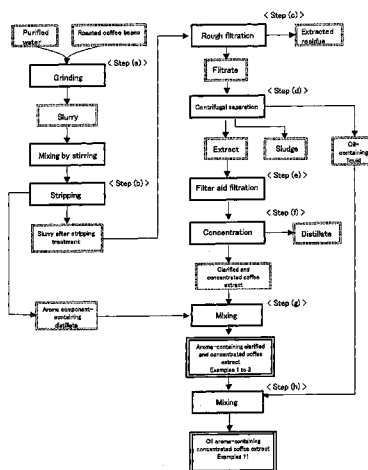 Purified
water
Roasted coffee beans
< Step (a) >
Grinding
Slurry
Mixing by stirring
< Step (b) >
Stripping
Slurry after stripping
treatment
Aroma component-
containing
distillate
< Step (c) >
Rough filtration
Extracted
residue
Filtrate
< Step (d) >
Centrifugal separation
Extract
Sludge
Oil-
containing
liquid
< Step (e) >
Filter aid filtration
< Step (f) >
Concentration
Distillate
Clarified and
concentrated coffee
extract
< Step (g) >
Mixing
Aroma-containing clarified
and concentrated coffee
extract
Examples 1 to 3
< Step (h) >
Mixing
Oil aroma-containing
concentrated coffee extract